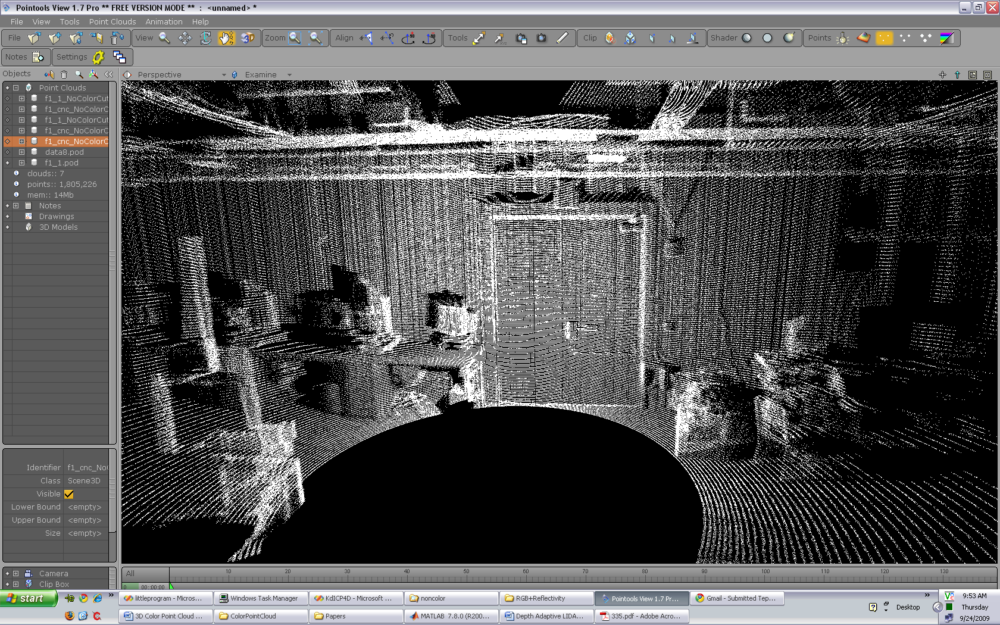 Pointools View 1.7 Pro ** FREE VERSION MODE ** : <unnamed> *
File View Tools Point Clouds Animation Help
File View 3D Zoom Align Tools Clip Shader Points
Notes Settings
Objects Perspective Examine
Point Clouds
f1_1_NoColorCut
f1_cnc_NoColorC
f1_1_NoColorCut
f1_cnc_NoColorC
f1_cnc_NoColorC
data8.pod
f1_1.pod
clouds:: 7
points:: 1,805,226
mem:: 14Mb
Notes
Drawings
3D Models
Identifier f1_cnc_No
Class Scene3D
Visible
Lower Bound <empty>
Upper Bound <empty>
Size <empty>
Camera
Clip Box
All 10 20 30 40 50 60 70 80 90 100 110 120 130
0 00:00:00
start littleprogram - Micros... Windows Task Manager KdICP4D - Microsoft ... noncolor RGB+Reflectivity Pointools View 1.7 Pr... Gmail - Submitted Tep... 9:53 AM
3D Color Point Cloud ... ColorPointCloud Papers MATLAB 7.8.0 (R200... Depth Adaptive LIDA... 335.pdf - Adobe Acro... Desktop Thursday
9/24/2009